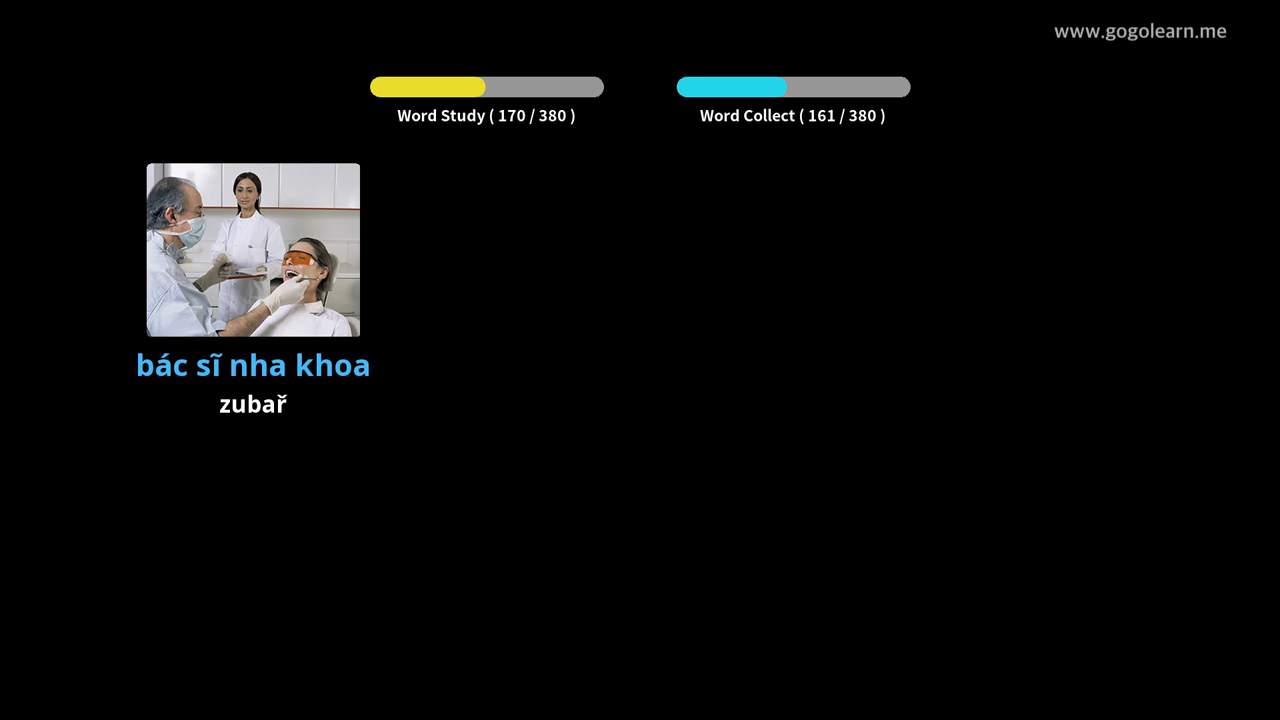 www.gogolearn.me
Word Study ( 170 / 380 )
Word Collect ( 161 / 380 )
bác sĩ nha khoa
zubař